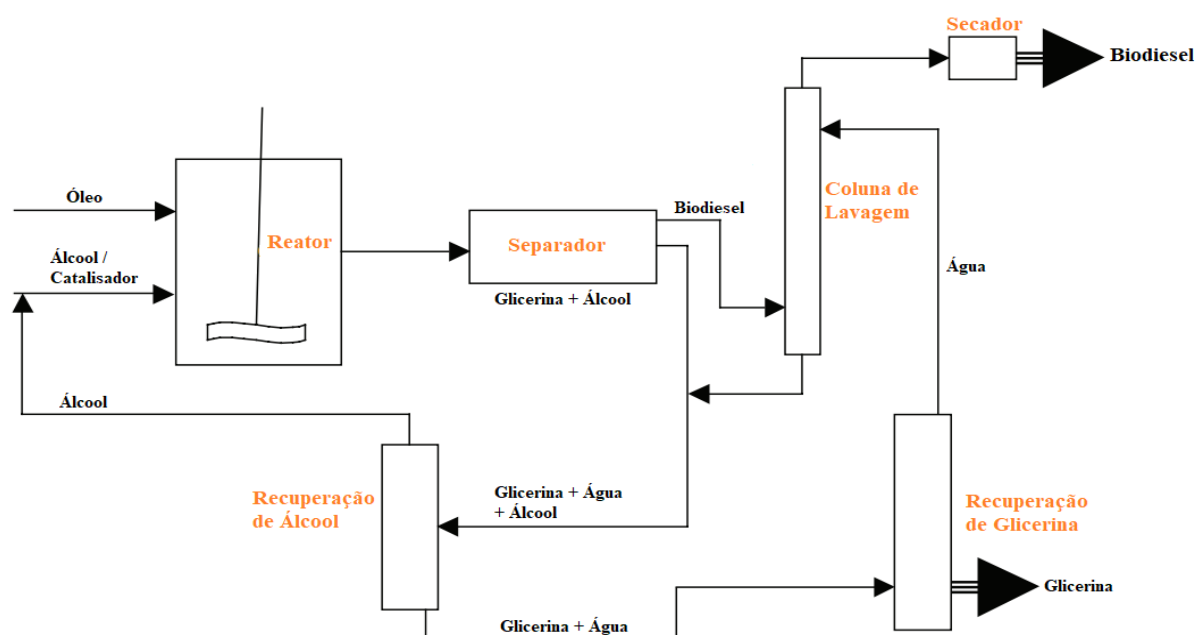 Secador
Biodiesel
Óleo
Reator
Álcool /
Catalisador
Separador
Glicerina + Álcool
Biodiesel
Coluna de
Lavagem
Água
Álcool
Recuperação
de Álcool
Glicerina + Água
+ Álcool
Recuperação
de Glicerina
Glicerina
Glicerina + Água